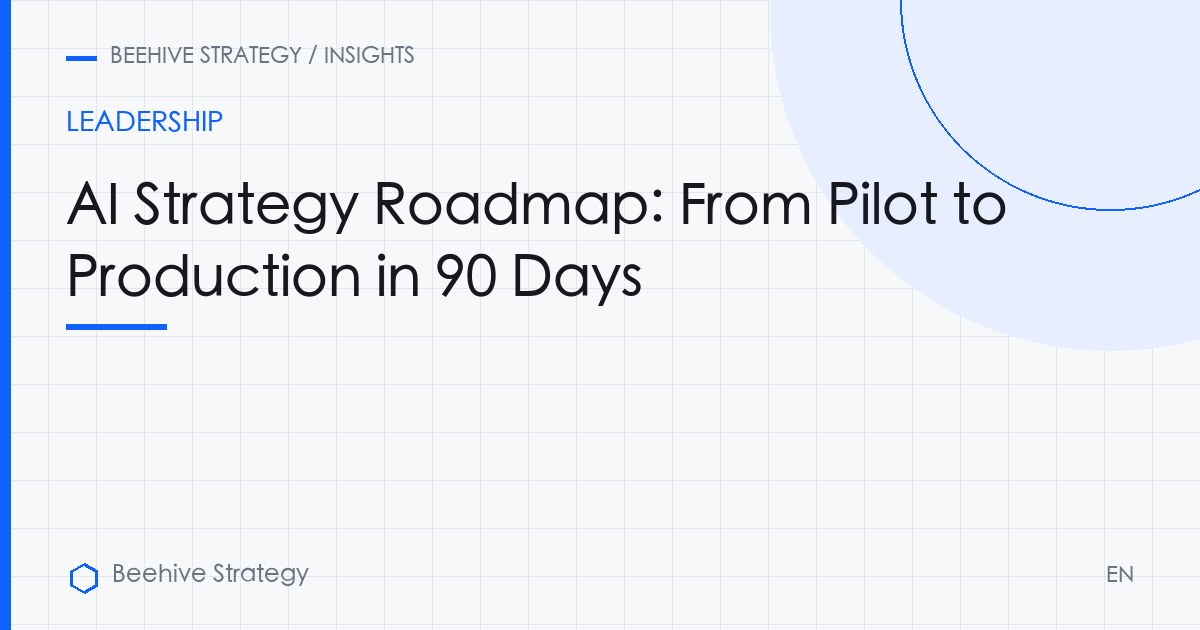 BEEHIVE STRATEGY / INSIGHTS
LEADERSHIP
AI Strategy Roadmap: From Pilot to
Production in 90 Days
Beehive Strategy
EN